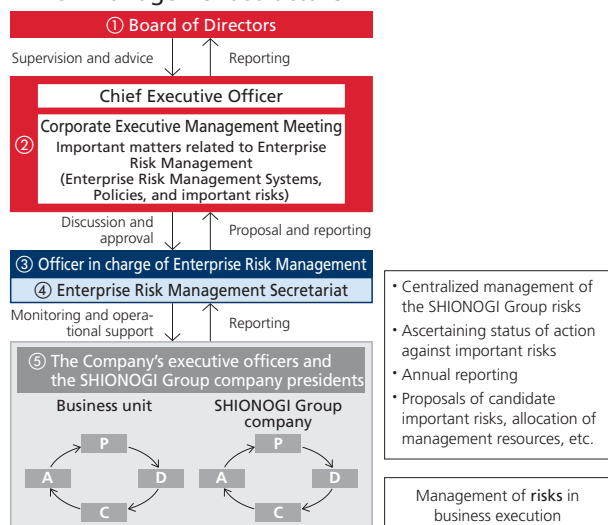 ① Board of Directors
Supervision and advice
Reporting
Chief Executive Officer
②
Corporate Executive Management Meeting
Important matters related to Enterprise
Risk Management
(Enterprise Risk Management Systems,
Policies, and important risks)
Discussion and
approval
Proposal and reporting
③ Officer in charge of Enterprise Risk Management
④ Enterprise Risk Management Secretariat
Monitoring and opera-
tional support
Reporting
⑤ The Company's executive officers and
the SHIONOGI Group company presidents
Business unit
P
A
D
C
SHIONOGI Group
company
P
A
D
C
• Centralized management of
the SHIONOGI Group risks
• Ascertaining status of action
against important risks
• Annual reporting
• Proposals of candidate
important risks, allocation of
management resources, etc.
Management of risks in
business execution